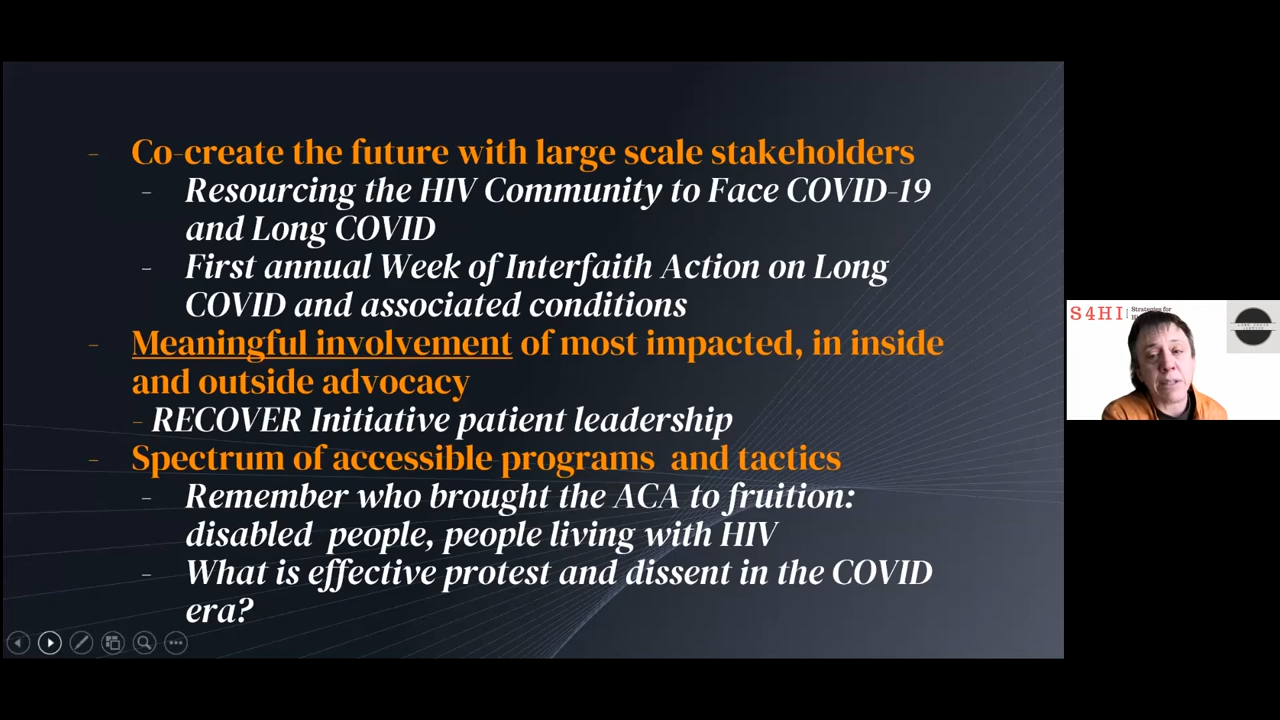 - Co-create the future with large scale stakeholders
- Resourcing the HIV Community to Face COVID-19
and Long COVID
- First annual Week of Interfaith Action on Long
COVID and associated conditions
- Meaningful involvement of most impacted, in inside
and outside advocacy
- RECOVER Initiative patient leadership
- Spectrum of accessible programs and tactics
- Remember who brought the ACA to fruition:
disabled people, people living with HIV
- What is effective protest and dissent in the COVID
era?
S4HI
Strategies for